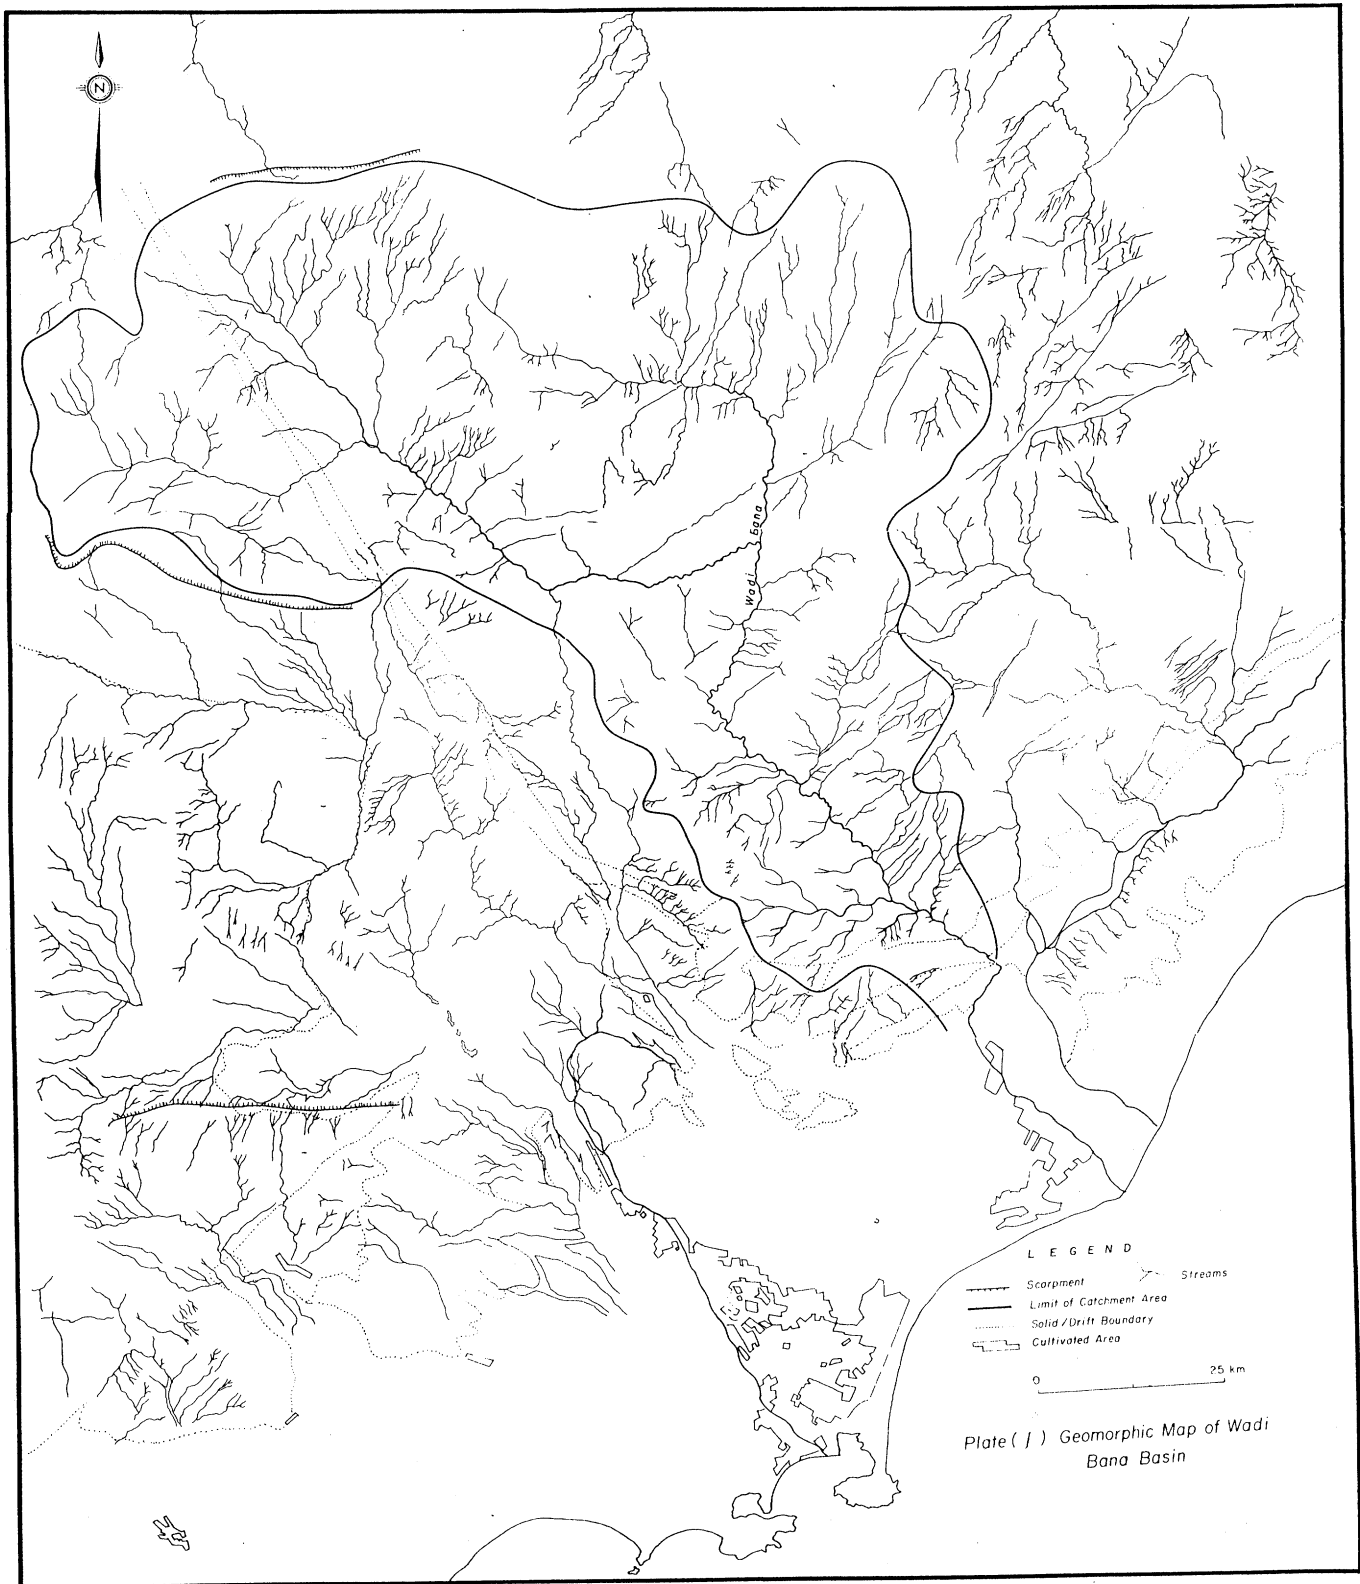 N
Wadi Bana
L E G E N D
Scarpment
Streams
Limit of Catchment Area
Solid / Drift Boundary
Cultivated Area
0 25 km
Plate ( 1 ) Geomorphic Map of Wadi
Bana Basin